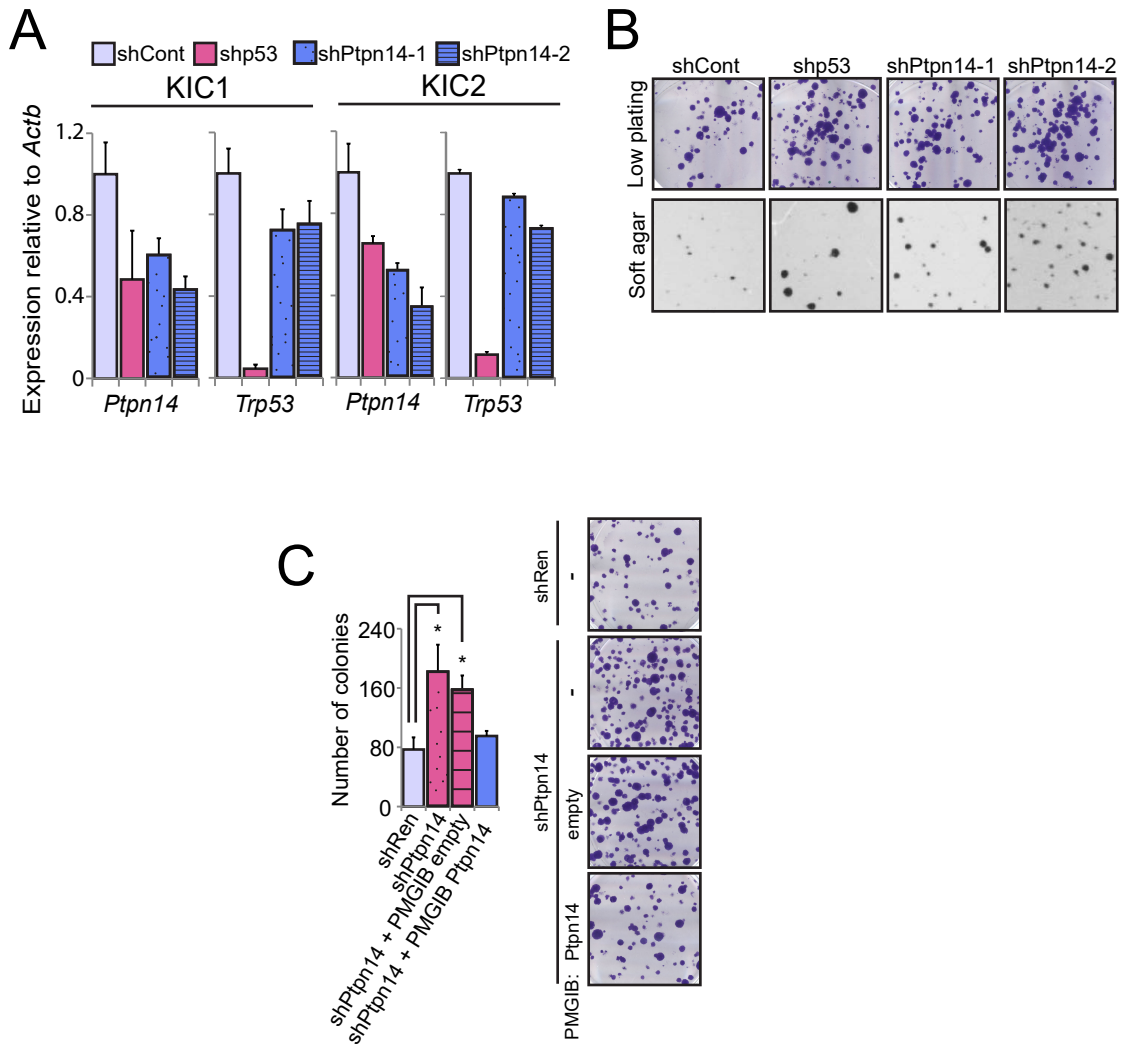 A
shCont shp53 shPtpn14-1 shPtpn14-2
KIC1 KIC2
Expression relative to Actb
1.2
0.8
0.4
0
Ptpn14 Trp53 Ptpn14 Trp53
B
shCont shp53 shPtpn14-1 shPtpn14-2
Low plating
Soft agar
C
Number of colonies
240
160
80
0
* *
shRen
shPtpn14
shPtpn14 + PMGIB empty
shPtpn14 + PMGIB Ptpn14
shRen -
shPtpn14 -
empty
Ptpn14
PMGIB: